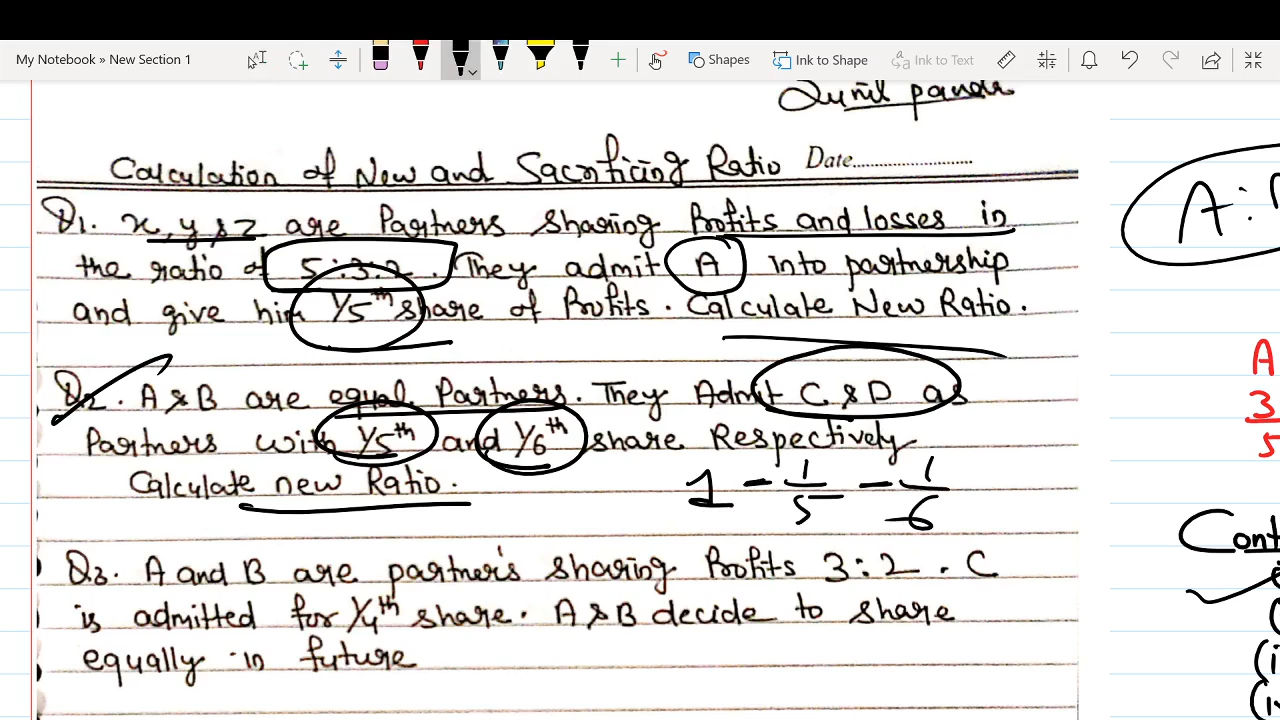 My Notebook » New Section 1
Shapes
Ink to Shape
Ink to Text
Calculation of New and Sacrificing Ratio Date
Q1. x, y & z are Partners sharing Profits and losses in
the ratio of 5:3:2. They admit A into partnership
and give him 1/5th share of Profits. Calculate New Ratio.
Q2. A & B are equal Partners. They Admit C & D as
Partners with 1/5th and 1/6th share Respectively
Calculate new Ratio.
1 - 1/5 - 1/6
Q3. A and B are partner's sharing Profits 3:2. C
is admitted for 1/4th share. A & B decide to share
equally in future
A:
A
3
5
Cont